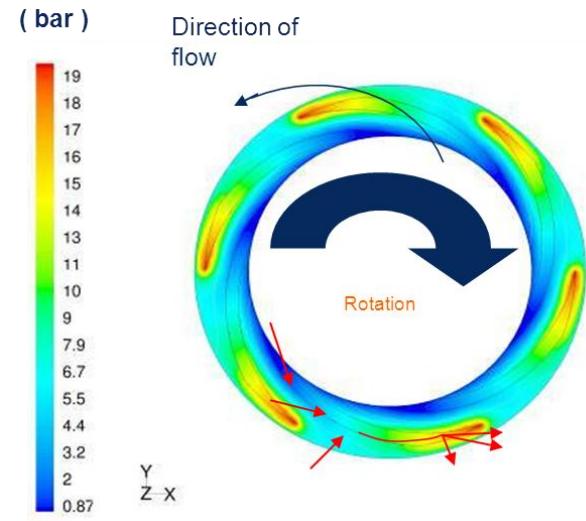 ( bar )
Direction of
flow
19
18
17
16
15
14
13
11
10
9
7.9
6.7
5.5
4.4
3.2
2
0.87
Rotation
Y
Z X